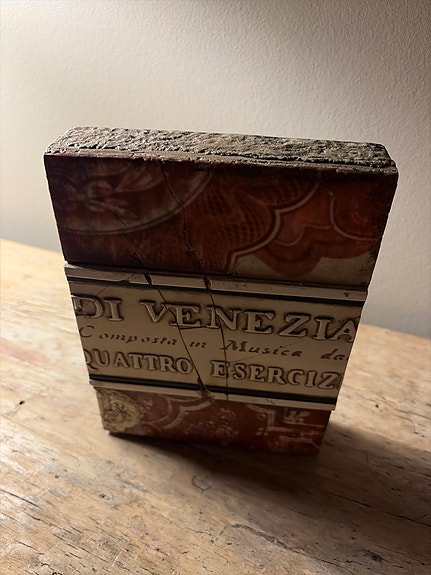 DI VENEZIA
Composta in Musica da
QUATTRO ESERCIZ